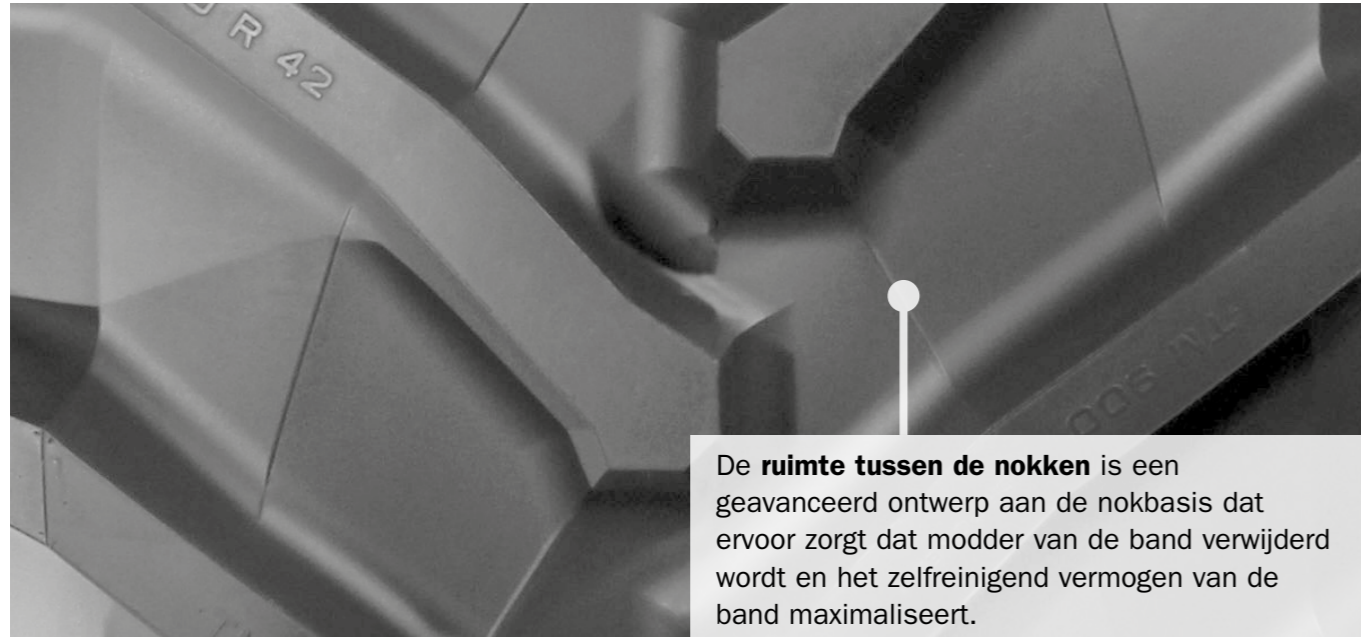 R 42
De ruimte tussen de nokken is een
geavanceerd ontwerp aan de nokbasis dat
ervoor zorgt dat modder van de band verwijderd
wordt en het zelfreinigend vermogen van de
band maximaliseert.